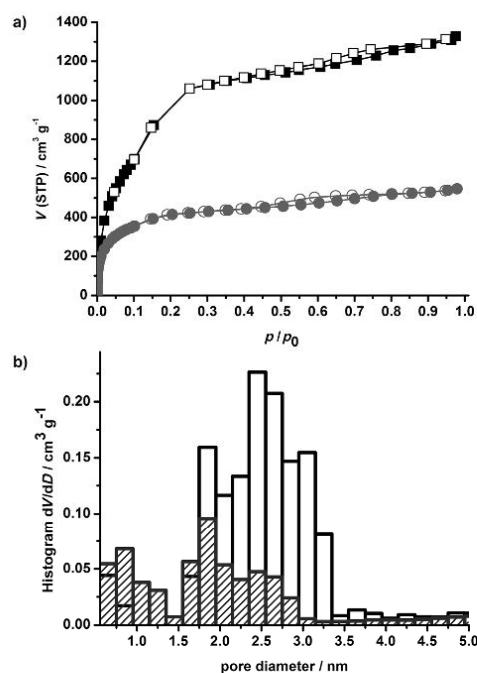 a)
1400
1200
1000
800
600
400
200
0
V (STP) / cm³ g⁻¹
0.0 0.1 0.2 0.3 0.4 0.5 0.6 0.7 0.8 0.9 1.0
p/p₀
b)
0.20
0.15
0.10
0.05
0.00
Histogram dV/dD / cm³ g⁻¹
1.0 1.5 2.0 2.5 3.0 3.5 4.0 4.5 5.0
pore diameter / nm